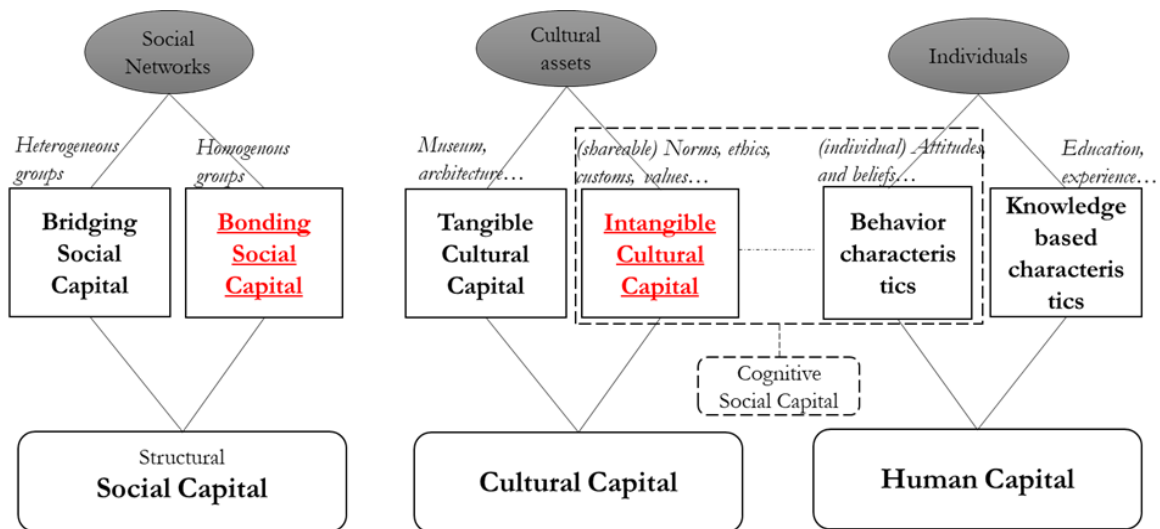 Social
Networks
Cultural
assets
Individuals
Heterogeneous
groups
Homogenous
groups
Museum,
architecture…
(shareable) Norms, ethics,
customs, values…
(individual) Attitudes
and beliefs…
Education,
experience…
Bridging
Social
Capital
Bonding
Social
Capital
Tangible
Cultural
Capital
Intangible
Cultural
Capital
Behavior
characteris
tics
Knowledge
based
characteris
tics
Cognitive
Social Capital
Structural
Social Capital
Cultural Capital
Human Capital